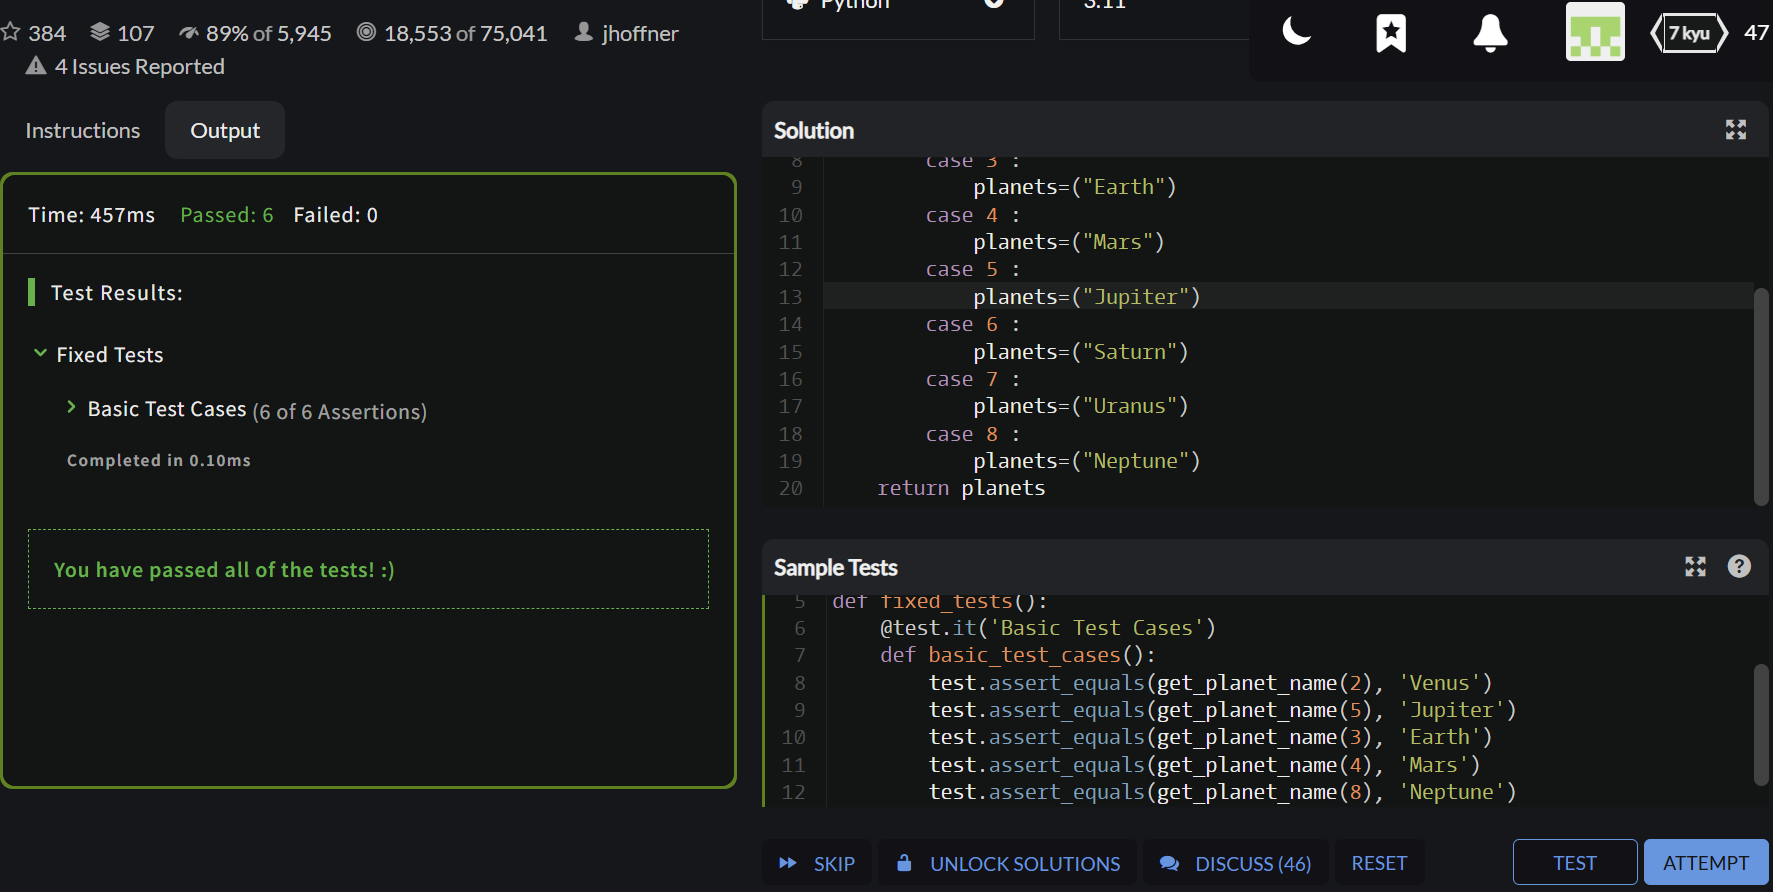 384 107 89% of 5,945 18,553 of 75,041 jhoffner
4 Issues Reported
Python
3.11
7 kyu 47
Instructions Output
Time: 457ms Passed: 6 Failed: 0
Test Results:
Fixed Tests
Basic Test Cases (6 of 6 Assertions)
Completed in 0.10ms
You have passed all of the tests! :)
Solution
8 case 3 :
9 planets=("Earth")
10 case 4 :
11 planets=("Mars")
12 case 5 :
13 planets=("Jupiter")
14 case 6 :
15 planets=("Saturn")
16 case 7 :
17 planets=("Uranus")
18 case 8 :
19 planets=("Neptune")
20 return planets
Sample Tests
5 def fixed_tests():
6 @test.it('Basic Test Cases')
7 def basic_test_cases():
8 test.assert_equals(get_planet_name(2), 'Venus')
9 test.assert_equals(get_planet_name(5), 'Jupiter')
10 test.assert_equals(get_planet_name(3), 'Earth')
11 test.assert_equals(get_planet_name(4), 'Mars')
12 test.assert_equals(get_planet_name(8), 'Neptune')
SKIP UNLOCK SOLUTIONS DISCUSS (46) RESET TEST ATTEMPT